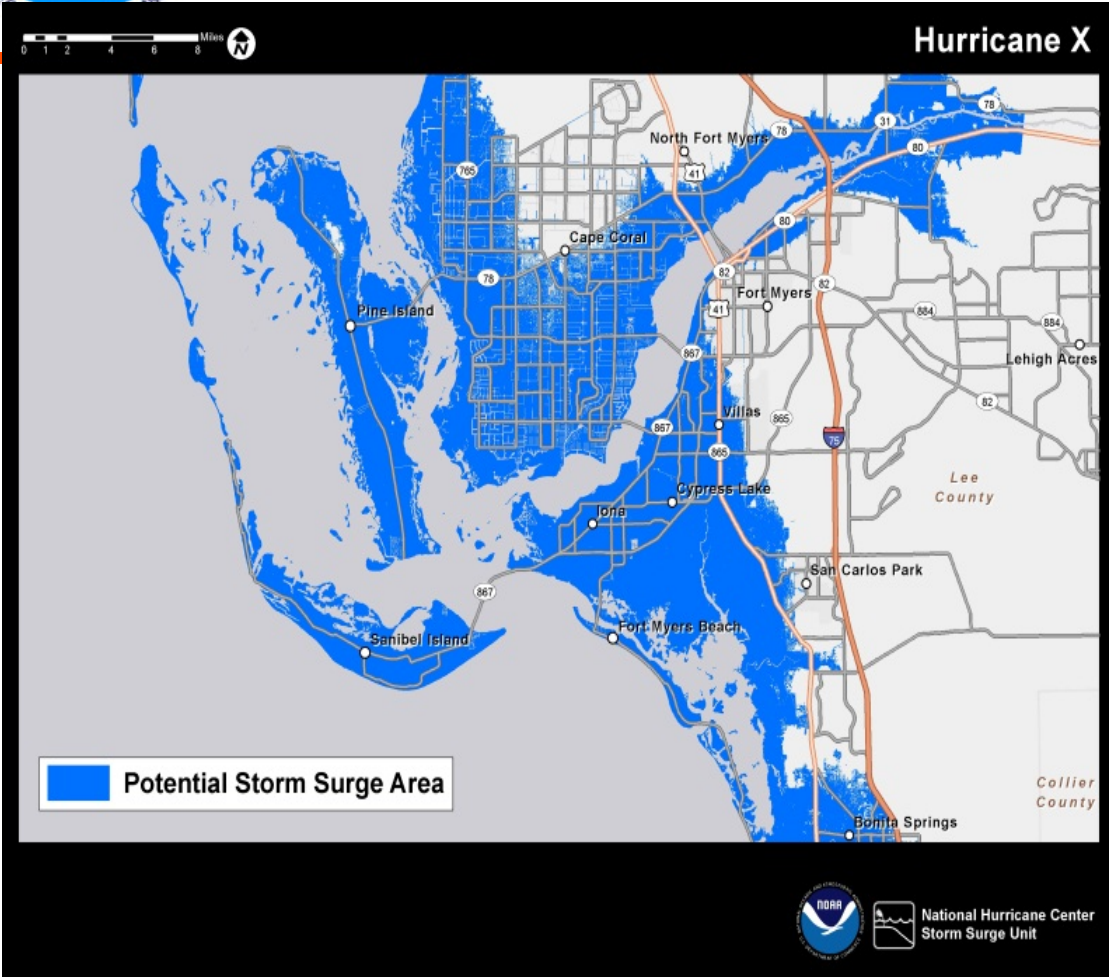 Miles
0 1 2 4 6 8
N
Hurricane X
78
31
North Fort Myers
78
80
765
41
80
Cape Coral
82
78
Fort Myers
82
41
Pine Island
884
884
867
Lehigh Acres
82
Villas
865
867
75
865
Lee
County
Cypress Lake
Iona
San Carlos Park
867
Fort Myers Beach
Sanibel Island
Potential Storm Surge Area
Collier
County
Bonita Springs
NOAA
National Hurricane Center
Storm Surge Unit